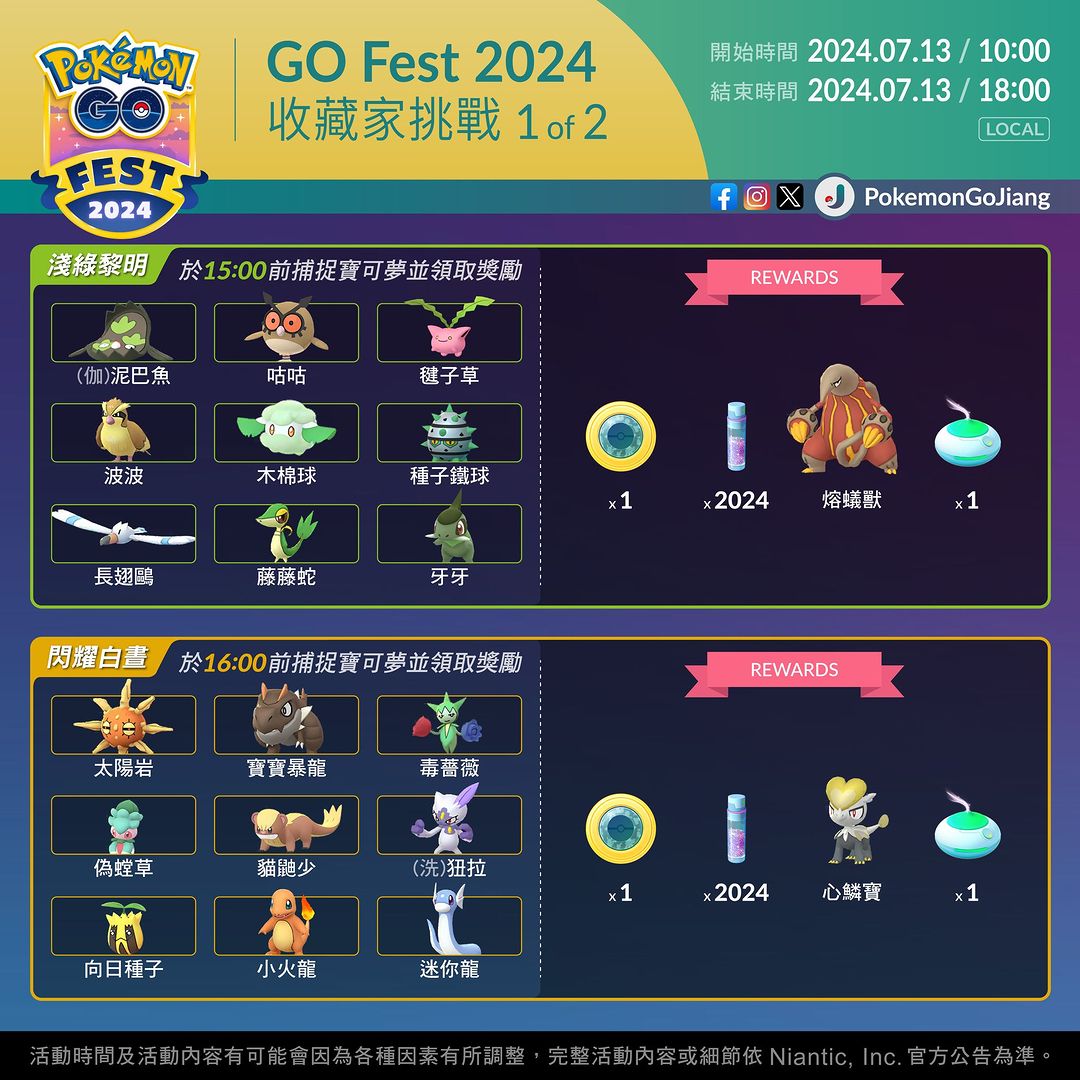 POKÉMON
GO
FEST
2024
GO Fest 2024
收藏家挑戰 1 of 2
開始時間 2024.07.13 / 10:00
結束時間 2024.07.13 / 18:00
LOCAL
PokemonGoJiang
淺綠黎明 於15:00前捕捉寶可夢並領取獎勵
REWARDS
(伽)泥巴魚 咕咕 毽子草
波波 木棉球 種子鐵球
長翅鷗 藤藤蛇 牙牙
x1 x2024 熔蟻獸 x1
閃耀白晝 於16:00前捕捉寶可夢並領取獎勵
REWARDS
太陽岩 寶寶暴龍 毒薔薇
偽螳草 貓鼬少 (洗)狃拉
向日種子 小火龍 迷你龍
x1 x2024 心鱗寶 x1
活動時間及活動內容有可能會因為各種因素有所調整，完整活動內容或細節依 Niantic, Inc. 官方公告為準。